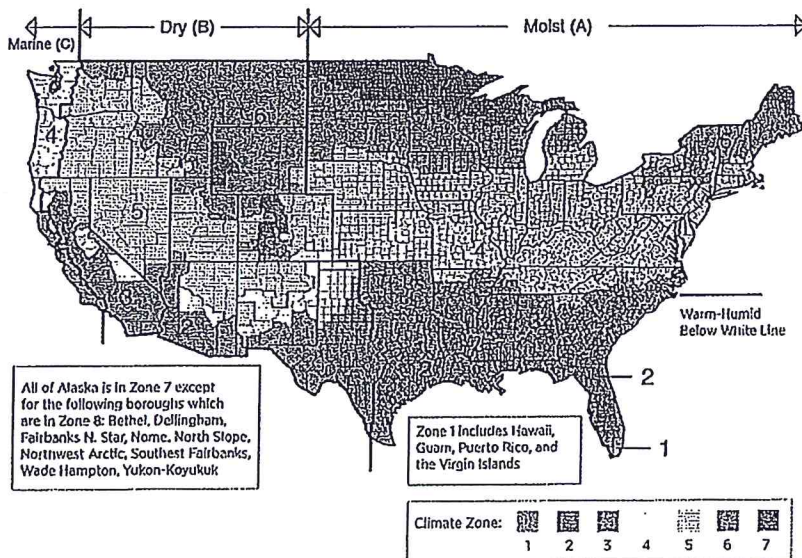 Dry (B)
Moist (A)
Marine (C)
6
4
5
5
Warm-Humid
Below White Line
2
1
All of Alaska is in Zone 7 except
for the following boroughs which
are in Zone 8: Bethel, Dellingham,
Fairbanks N. Star, Nome, North Slope,
Northwest Arctic, Southest Fairbanks,
Wade Hampton, Yukon-Koyukuk
Zone 1 includes Hawaii,
Guam, Puerto Rico, and
the Virgin Islands
Climate Zone:
1 2 3 4 5 6 7